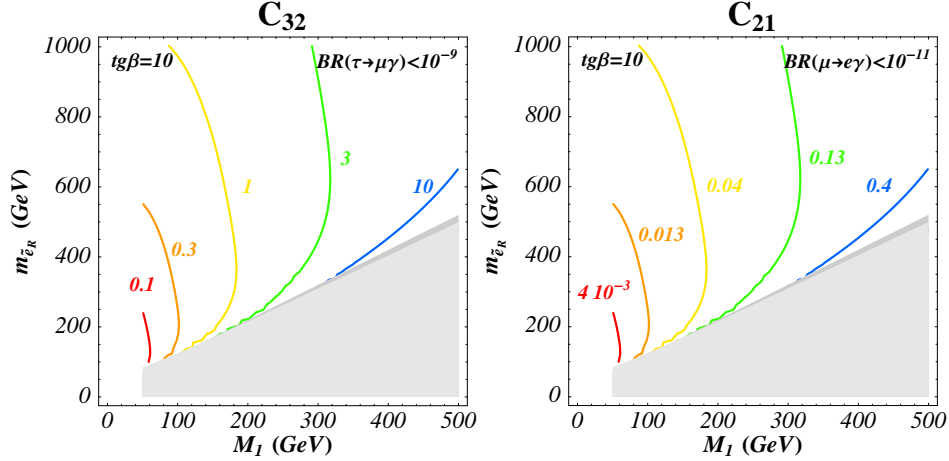 C₃₂
tgβ=10
BR(τ→μγ)<10⁻⁹
1000
800
600
400
200
0
m_ẽ_R (GeV)
0.1
0.3
1
3
10
0 100 200 300 400 500
M₁ (GeV)
C₂₁
tgβ=10
BR(μ→eγ)<10⁻¹¹
1000
800
600
400
200
0
m_ẽ_R (GeV)
4 10⁻³
0.013
0.04
0.13
0.4
0 100 200 300 400 500
M₁ (GeV)